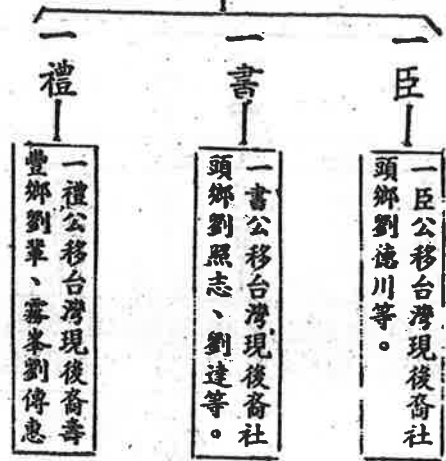 一臣
一臣公移台灣現後裔社
頭鄉劉德川等。
一書
一書公移台灣現後裔社
頭鄉劉照志、劉達等。
一禮
一禮公移台灣現後裔壽
豐鄉劉輩、霧峯劉傳惠